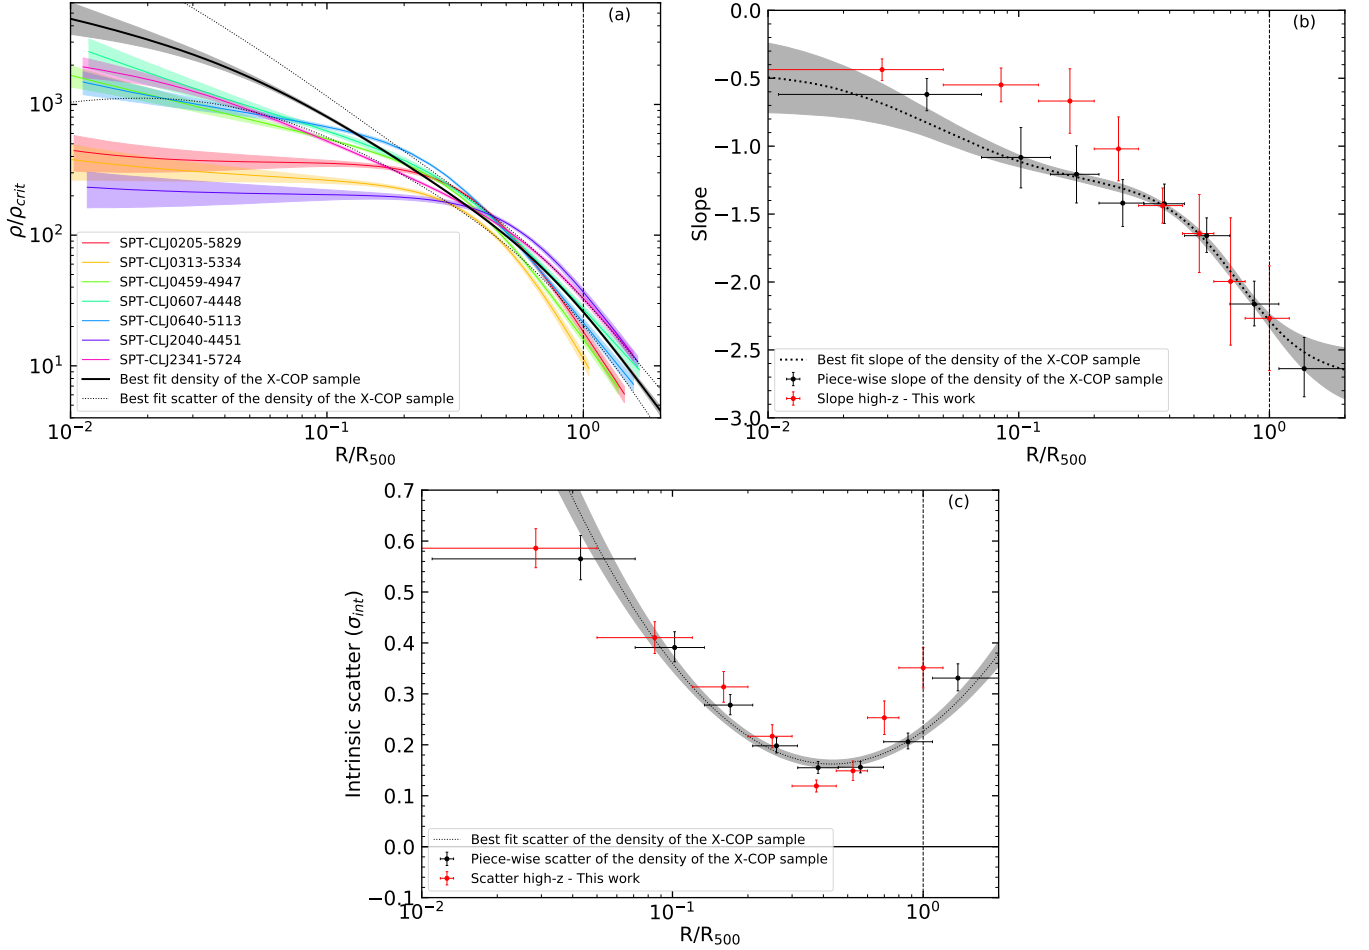 (a)
ρ/ρcrit
10³
10²
10¹
SPT-CLJ0205-5829
SPT-CLJ0313-5334
SPT-CLJ0459-4947
SPT-CLJ0607-4448
SPT-CLJ0640-5113
SPT-CLJ2040-4451
SPT-CLJ2341-5724
Best fit density of the X-COP sample
Best fit scatter of the density of the X-COP sample
10⁻² 10⁻¹ 10⁰
R/R500
(b)
Slope
0.0
−0.5
−1.0
−1.5
−2.0
−2.5
−3.0
Best fit slope of the density of the X-COP sample
Piece-wise slope of the density of the X-COP sample
Slope high-z - This work
10⁻² 10⁻¹ 10⁰
R/R500
(c)
Intrinsic scatter (σint)
0.7
0.6
0.5
0.4
0.3
0.2
0.1
0.0
−0.1
Best fit scatter of the density of the X-COP sample
Piece-wise scatter of the density of the X-COP sample
Scatter high-z - This work
10⁻² 10⁻¹ 10⁰
R/R500